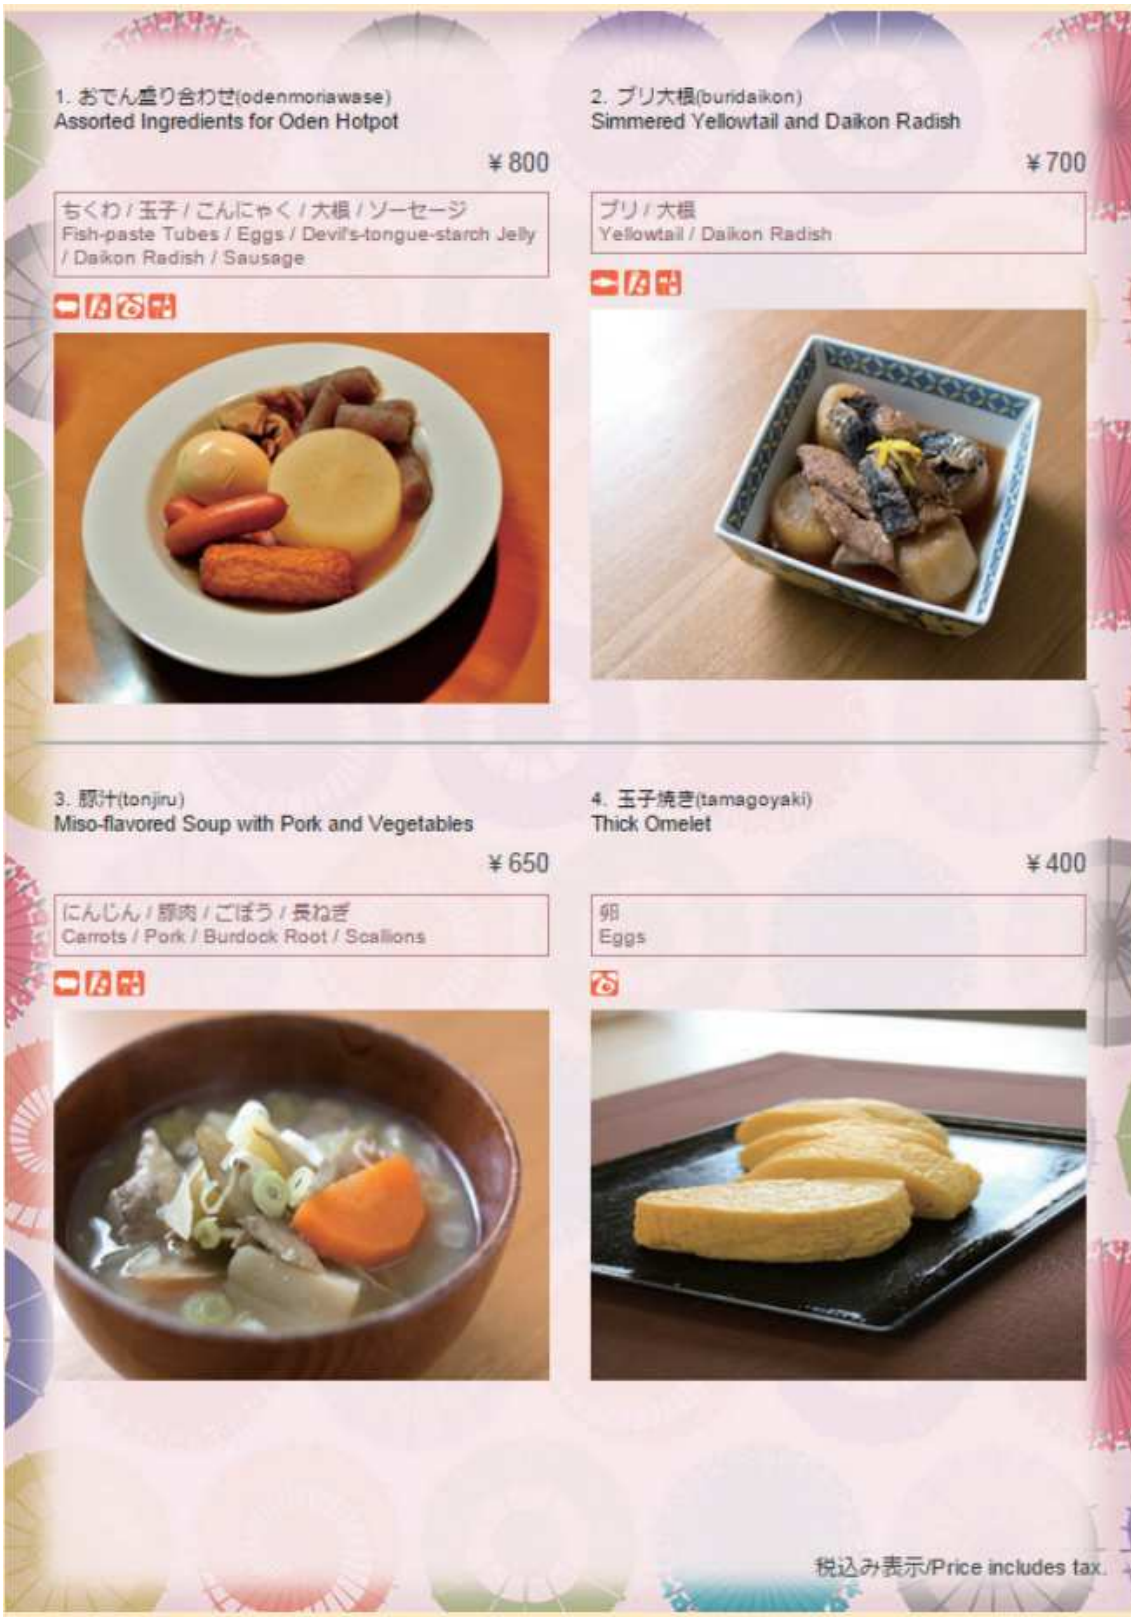 1. おでん盛り合わせ(odenmoriawase)
Assorted Ingredients for Oden Hotpot
¥800
ちくわ / 玉子 / こんにゃく / 大根 / ソーセージ
Fish-paste Tubes / Eggs / Devil's-tongue-starch Jelly
/ Daikon Radish / Sausage
2. ブリ大根(buridaikon)
Simmered Yellowtail and Daikon Radish
¥700
ブリ / 大根
Yellowtail / Daikon Radish
3. 豚汁(tonjiru)
Miso-flavored Soup with Pork and Vegetables
¥650
にんじん / 豚肉 / ごぼう / 長ねぎ
Carrots / Pork / Burdock Root / Scallions
4. 玉子焼き(tamagoyaki)
Thick Omelet
¥400
卵
Eggs
税込み表示/Price includes tax.